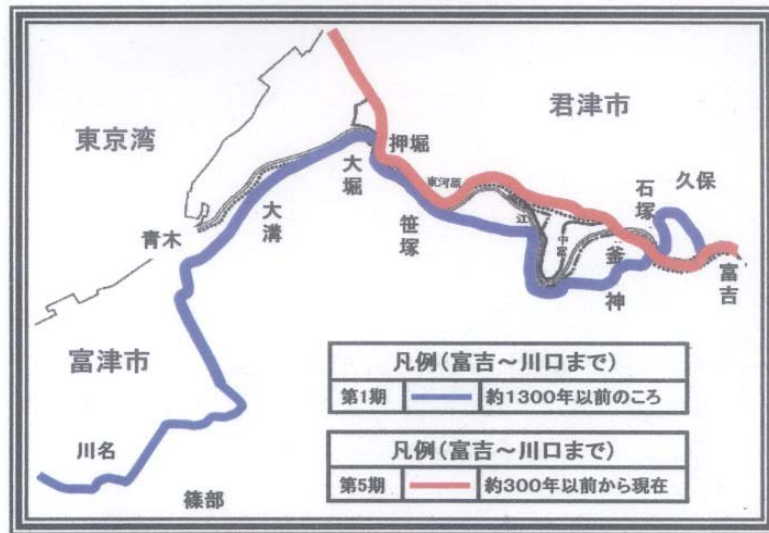 君津市
東京湾
押堀
大堀
東河原
久保
石塚
大溝
笹塚
江
中富
釜神
富吉
青木
富津市
川名
篠部
凡例(富吉~川口まで)
第1期 約1300年以前のころ
凡例(富吉~川口まで)
第5期 約300年以前から現在